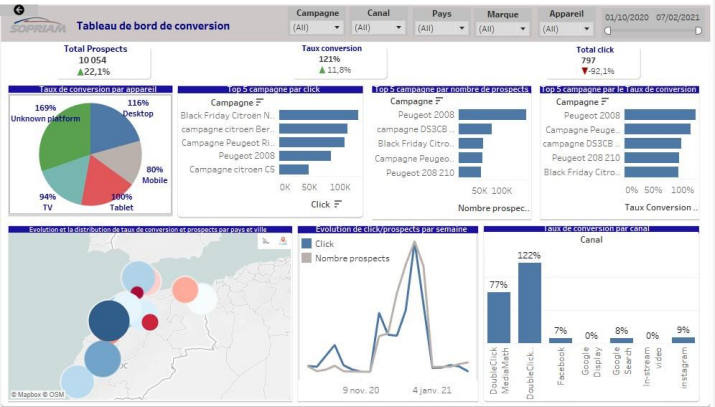 SOPRIAM
Tableau de bord de conversion
Campagne
(All)
Canal
(All)
Pays
(All)
Marque
(All)
Appareil
(All)
01/10/2020 07/02/2021
Total Prospects
10 054
▲22,1%
Taux conversion
121%
▲ 11,8%
Total click
797
▼-92,1%
Taux de conversion par appareil
169%
Unknown platform
116%
Desktop
80%
Mobile
94%
TV
100%
Tablet
Top 5 campagne par click
Campagne
Black Friday Citroën N..
campagne citroen Ber..
Campagne Peugeot Ri..
Peugeot 2008
Campagne citroen C5
0K 50K 100K
Click
Top 5 campagne par nombre de prospects
Campagne
Peugeot 2008
campagne DS3CB ..
Black Friday Citro..
Campagne Peugeo..
Peugeot 208 210
50K 100K
Nombre prospec..
Top 5 campagne par le Taux de conversion
Campagne
Peugeot 2008
Campagne Peuge..
campagne DS3CB ..
Peugeot 208 210
Black Friday Citro..
0% 50% 100%
Taux Conversion ..
Evolution et la distribution de taux de conversion et prospects par pays et ville
© Mapbox © OSM
Evolution de click/prospects par semaine
Click
Nombre prospects
9 nov. 20 4 janv. 21
Taux de conversion par canal
Canal
77%
122%
7%
0%
8%
0%
9%
DoubleClick MediaMath
DoubleClick..
Facebook
Google Display
Google Search
In-stream video
instagram